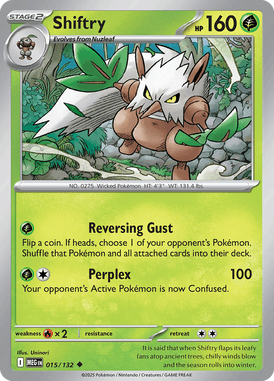 STAGE2 Shiftry HP 160
Evolves from Nuzleaf
NO. 0275 Wicked Pokémon HT: 4'3" WT: 131.4 lbs.
Reversing Gust
Flip a coin. If heads, choose 1 of your opponent's Pokémon.
Shuffle that Pokémon and all attached cards into their deck.
Perplex 100
Your opponent's Active Pokémon is now Confused.
weakness ×2 resistance retreat
Illus. Uninori
I MEG EN 015/132
It is said that when Shiftry flaps its leafy
fans atop ancient trees, chilly winds blow
and the season rolls into winter.
©2025 Pokémon / Nintendo / Creatures / GAME FREAK